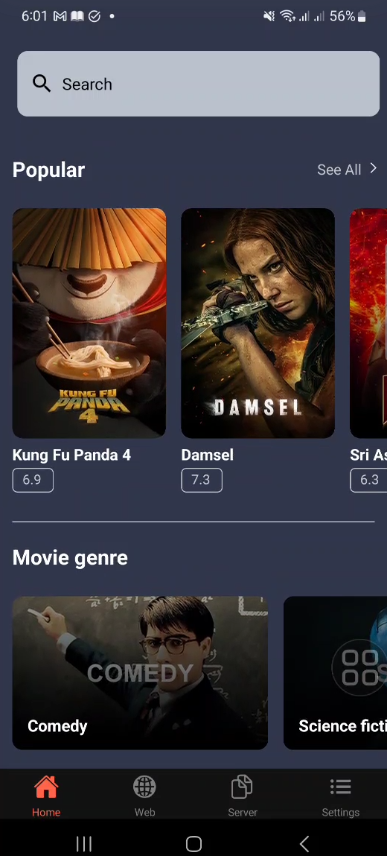 6:01 56%
Search
Popular
See All
KUNG FU
PANDA
4
DAMSEL
Kung Fu Panda 4
Damsel
Sri As
6.9
7.3
6.3
Movie genre
COMEDY
Comedy
Science ficti
Home
Web
Server
Settings